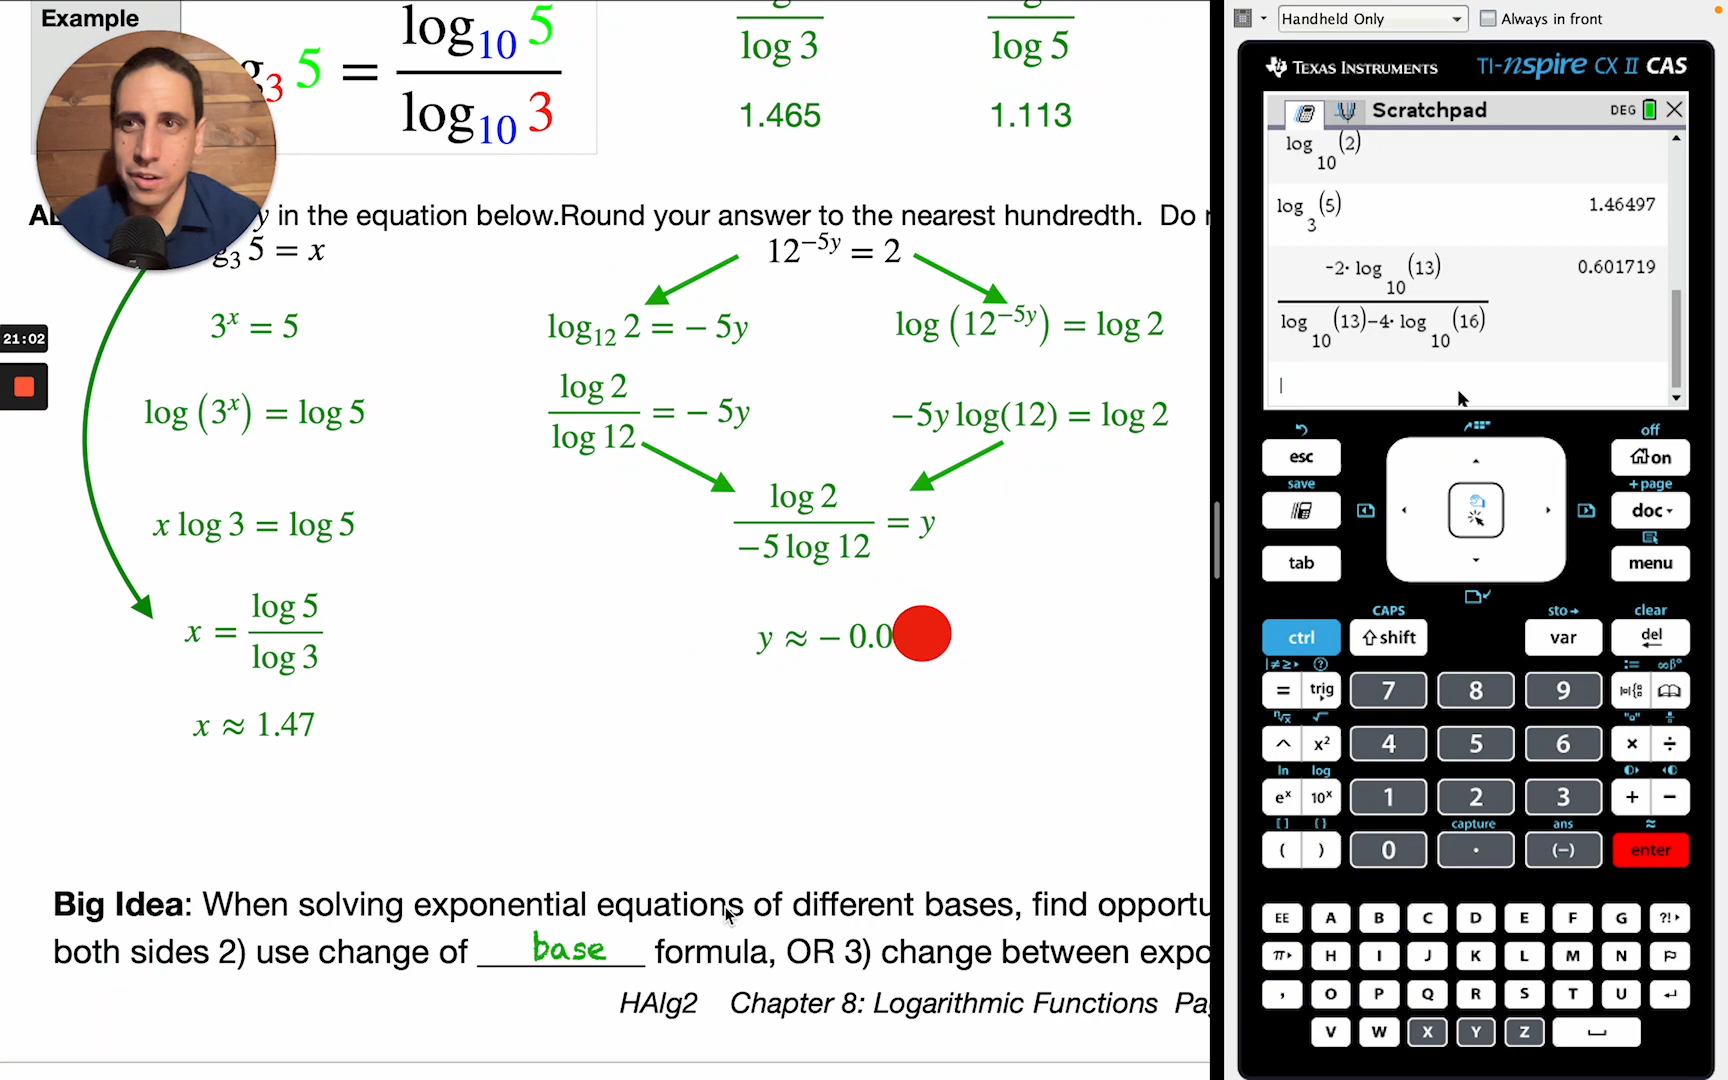 Example
3 5 = log10 5 / log10 3
log 3
1.465
log 5
1.113
y in the equation below.Round your answer to the nearest hundredth. Do
3 5 = x
3^x = 5
log (3^x) = log 5
x log 3 = log 5
x = log 5 / log 3
x ≈ 1.47
12^−5y = 2
log12 2 = − 5y
log 2 / log 12 = − 5y
log (12^−5y) = log 2
−5y log(12) = log 2
log 2 / −5 log 12 = y
y ≈ − 0.0
Big Idea: When solving exponential equations of different bases, find opportu
both sides 2) use change of base formula, OR 3) change between expo
HAlg2 Chapter 8: Logarithmic Functions
21:02
Handheld Only
Always in front
TEXAS INSTRUMENTS TI-nspire CX II CAS
Scratchpad DEG
log10(2)
log3(5) 1.46497
-2·log10(13) / log10(13)-4·log10(16) 0.601719
off
esc on
save +page
doc
tab menu
CAPS sto→ clear
ctrl shift var del
= trig 7 8 9
^ x² 4 5 6 × ÷
ln log
e^x 10^x 1 2 3 + −
[ ] { } capture ans ≈
( ) 0 . (−) enter
EE A B C D E F G ?!
π H I J K L M N
, O P Q R S T U
V W X Y Z